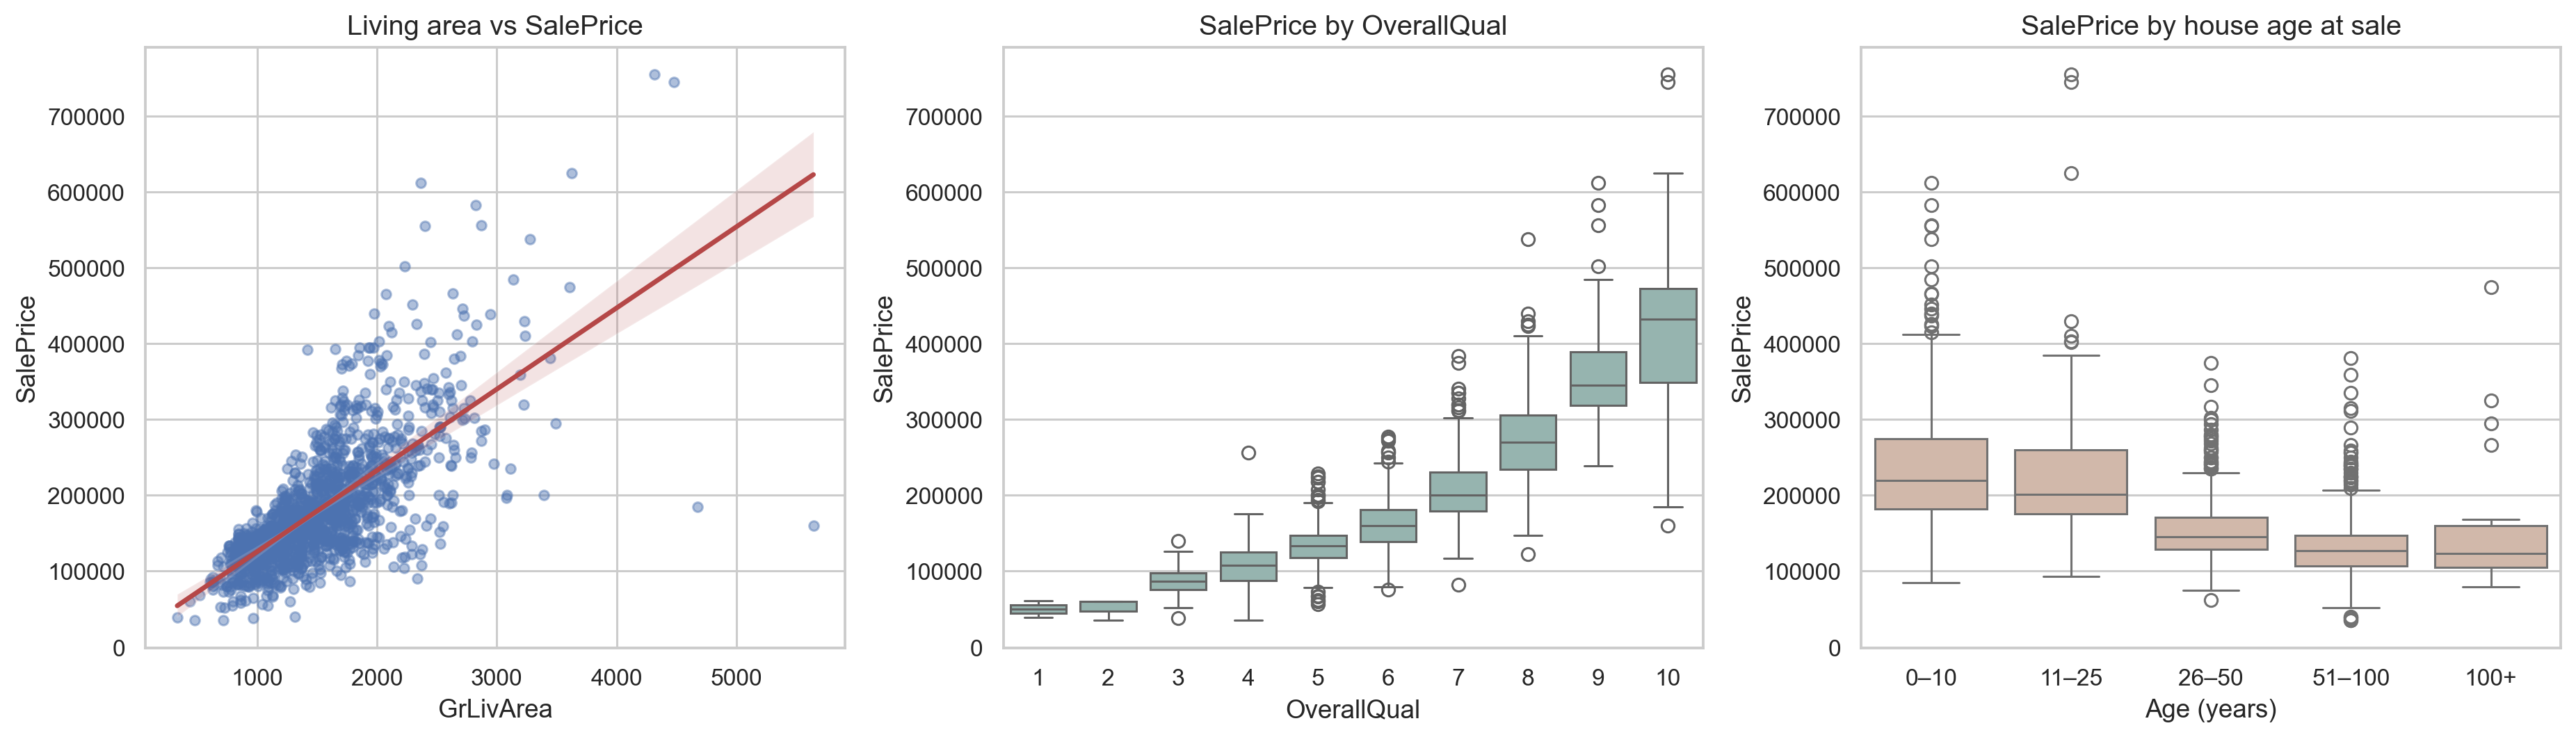 Living area vs SalePrice
SalePrice
700000
600000
500000
400000
300000
200000
100000
0
1000 2000 3000 4000 5000
GrLivArea
SalePrice by OverallQual
SalePrice
700000
600000
500000
400000
300000
200000
100000
0
1 2 3 4 5 6 7 8 9 10
OverallQual
SalePrice by house age at sale
SalePrice
700000
600000
500000
400000
300000
200000
100000
0
0–10 11–25 26–50 51–100 100+
Age (years)